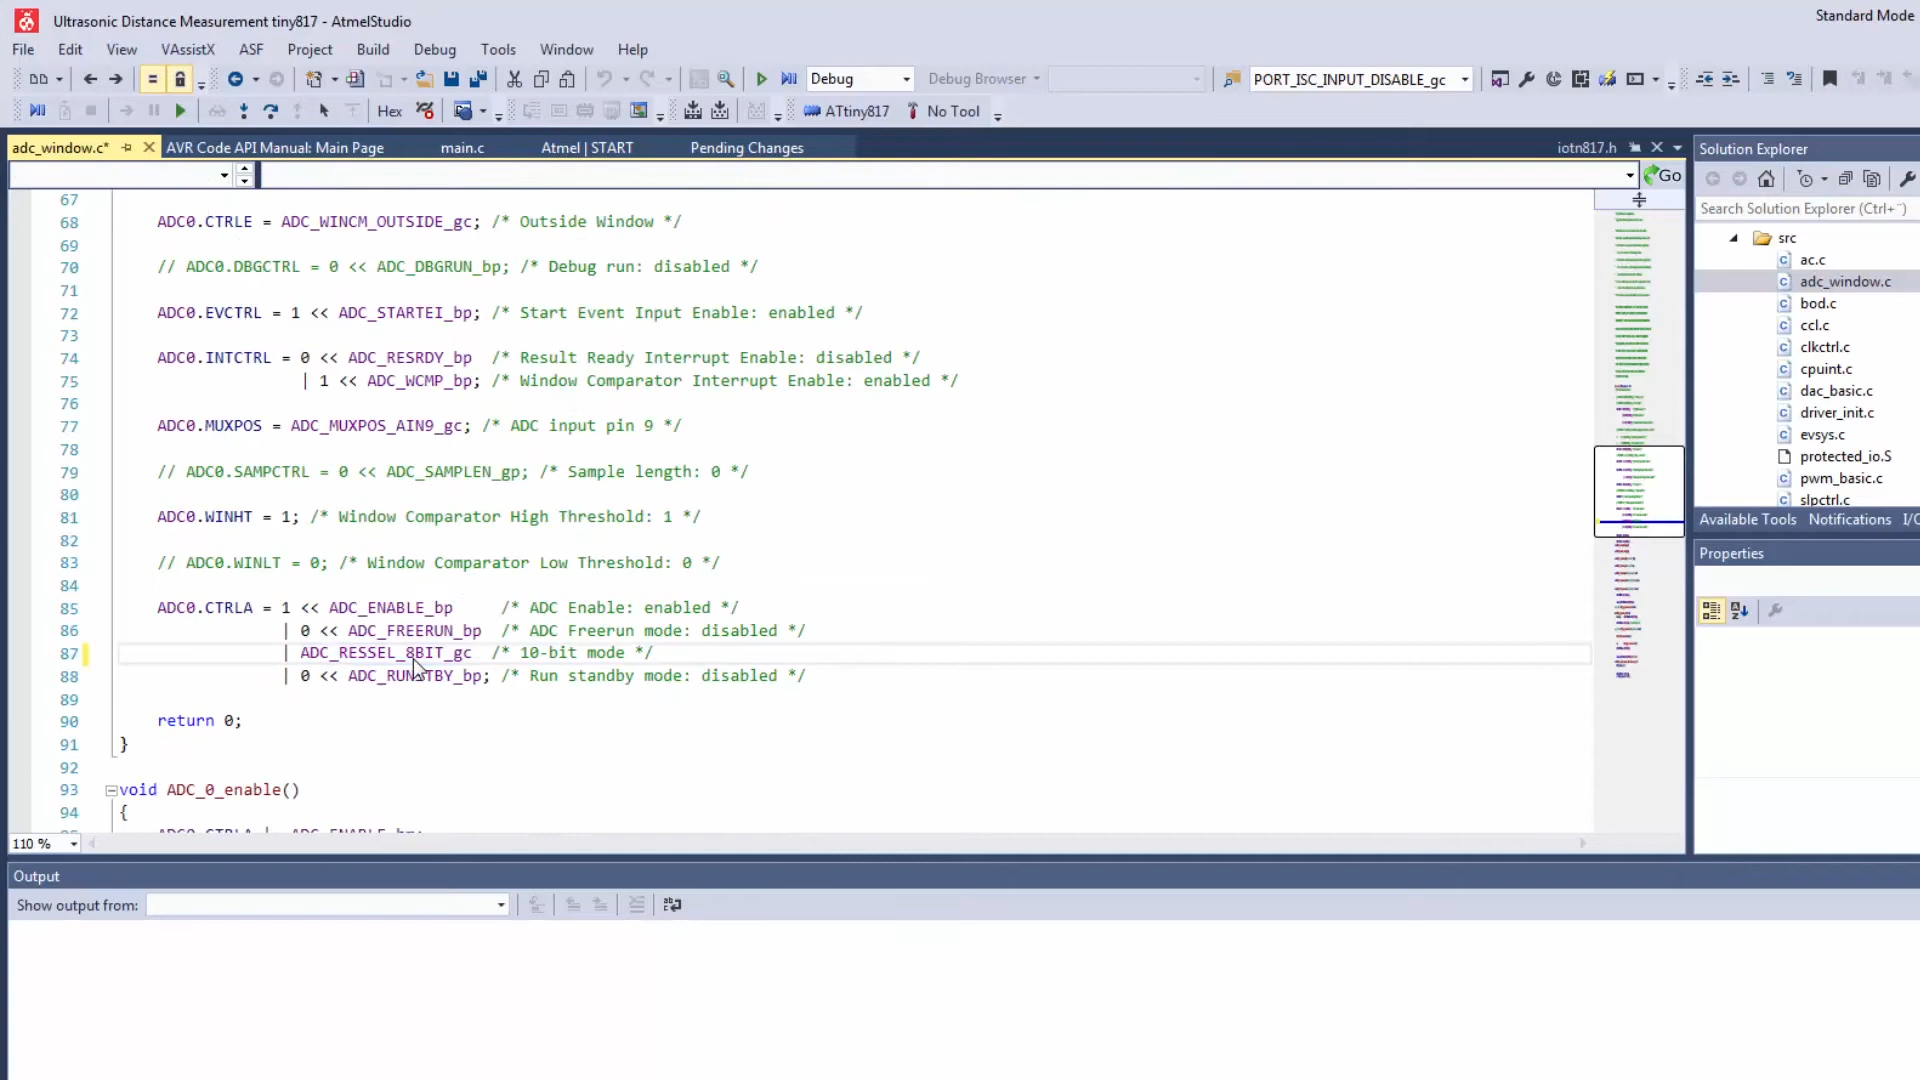 Ultrasonic Distance Measurement tiny817 - AtmelStudio
Standard Mode
File Edit View VAssistX ASF Project Build Debug Tools Window Help
Debug Debug Browser PORT_ISC_INPUT_DISABLE_gc
Hex ATtiny817 No Tool
adc_window.c* AVR Code API Manual: Main Page main.c Atmel | START Pending Changes iotn817.h
Go
67
68 ADC0.CTRLE = ADC_WINCM_OUTSIDE_gc; /* Outside Window */
69
70 // ADC0.DBGCTRL = 0 << ADC_DBGRUN_bp; /* Debug run: disabled */
71
72 ADC0.EVCTRL = 1 << ADC_STARTEI_bp; /* Start Event Input Enable: enabled */
73
74 ADC0.INTCTRL = 0 << ADC_RESRDY_bp /* Result Ready Interrupt Enable: disabled */
75 | 1 << ADC_WCMP_bp; /* Window Comparator Interrupt Enable: enabled */
76
77 ADC0.MUXPOS = ADC_MUXPOS_AIN9_gc; /* ADC input pin 9 */
78
79 // ADC0.SAMPCTRL = 0 << ADC_SAMPLEN_gp; /* Sample length: 0 */
80
81 ADC0.WINHT = 1; /* Window Comparator High Threshold: 1 */
82
83 // ADC0.WINLT = 0; /* Window Comparator Low Threshold: 0 */
84
85 ADC0.CTRLA = 1 << ADC_ENABLE_bp /* ADC Enable: enabled */
86 | 0 << ADC_FREERUN_bp /* ADC Freerun mode: disabled */
87 | ADC_RESSEL_8BIT_gc /* 10-bit mode */
88 | 0 << ADC_RUNSTBY_bp; /* Run standby mode: disabled */
89
90 return 0;
91 }
92
93 void ADC_0_enable()
94 {
110 %
Solution Explorer
Search Solution Explorer (Ctrl+¨)
src
ac.c
adc_window.c
bod.c
ccl.c
clkctrl.c
cpuint.c
dac_basic.c
driver_init.c
evsys.c
protected_io.S
pwm_basic.c
slpctrl.c
Available Tools Notifications
Properties
Output
Show output from: